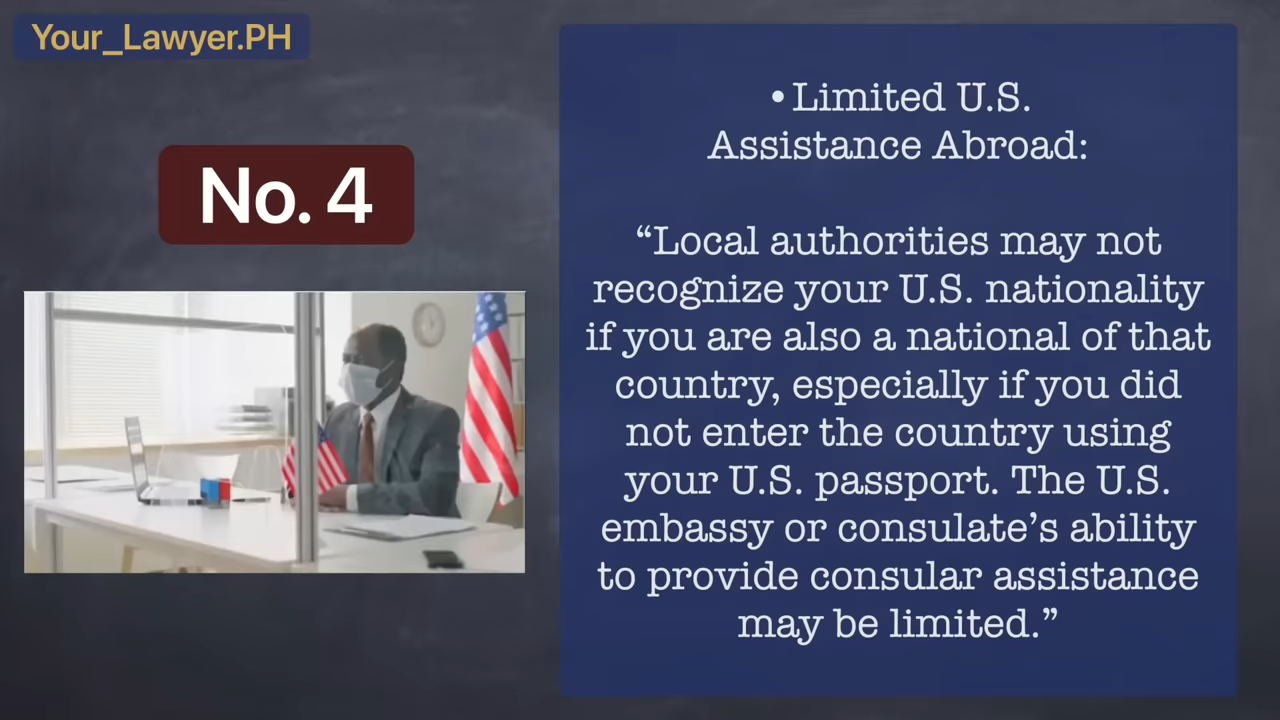 Your_Lawyer.PH
No. 4
• Limited U.S.
Assistance Abroad:
“Local authorities may not
recognize your U.S. nationality
if you are also a national of that
country, especially if you did
not enter the country using
your U.S. passport. The U.S.
embassy or consulate’s ability
to provide consular assistance
may be limited.”